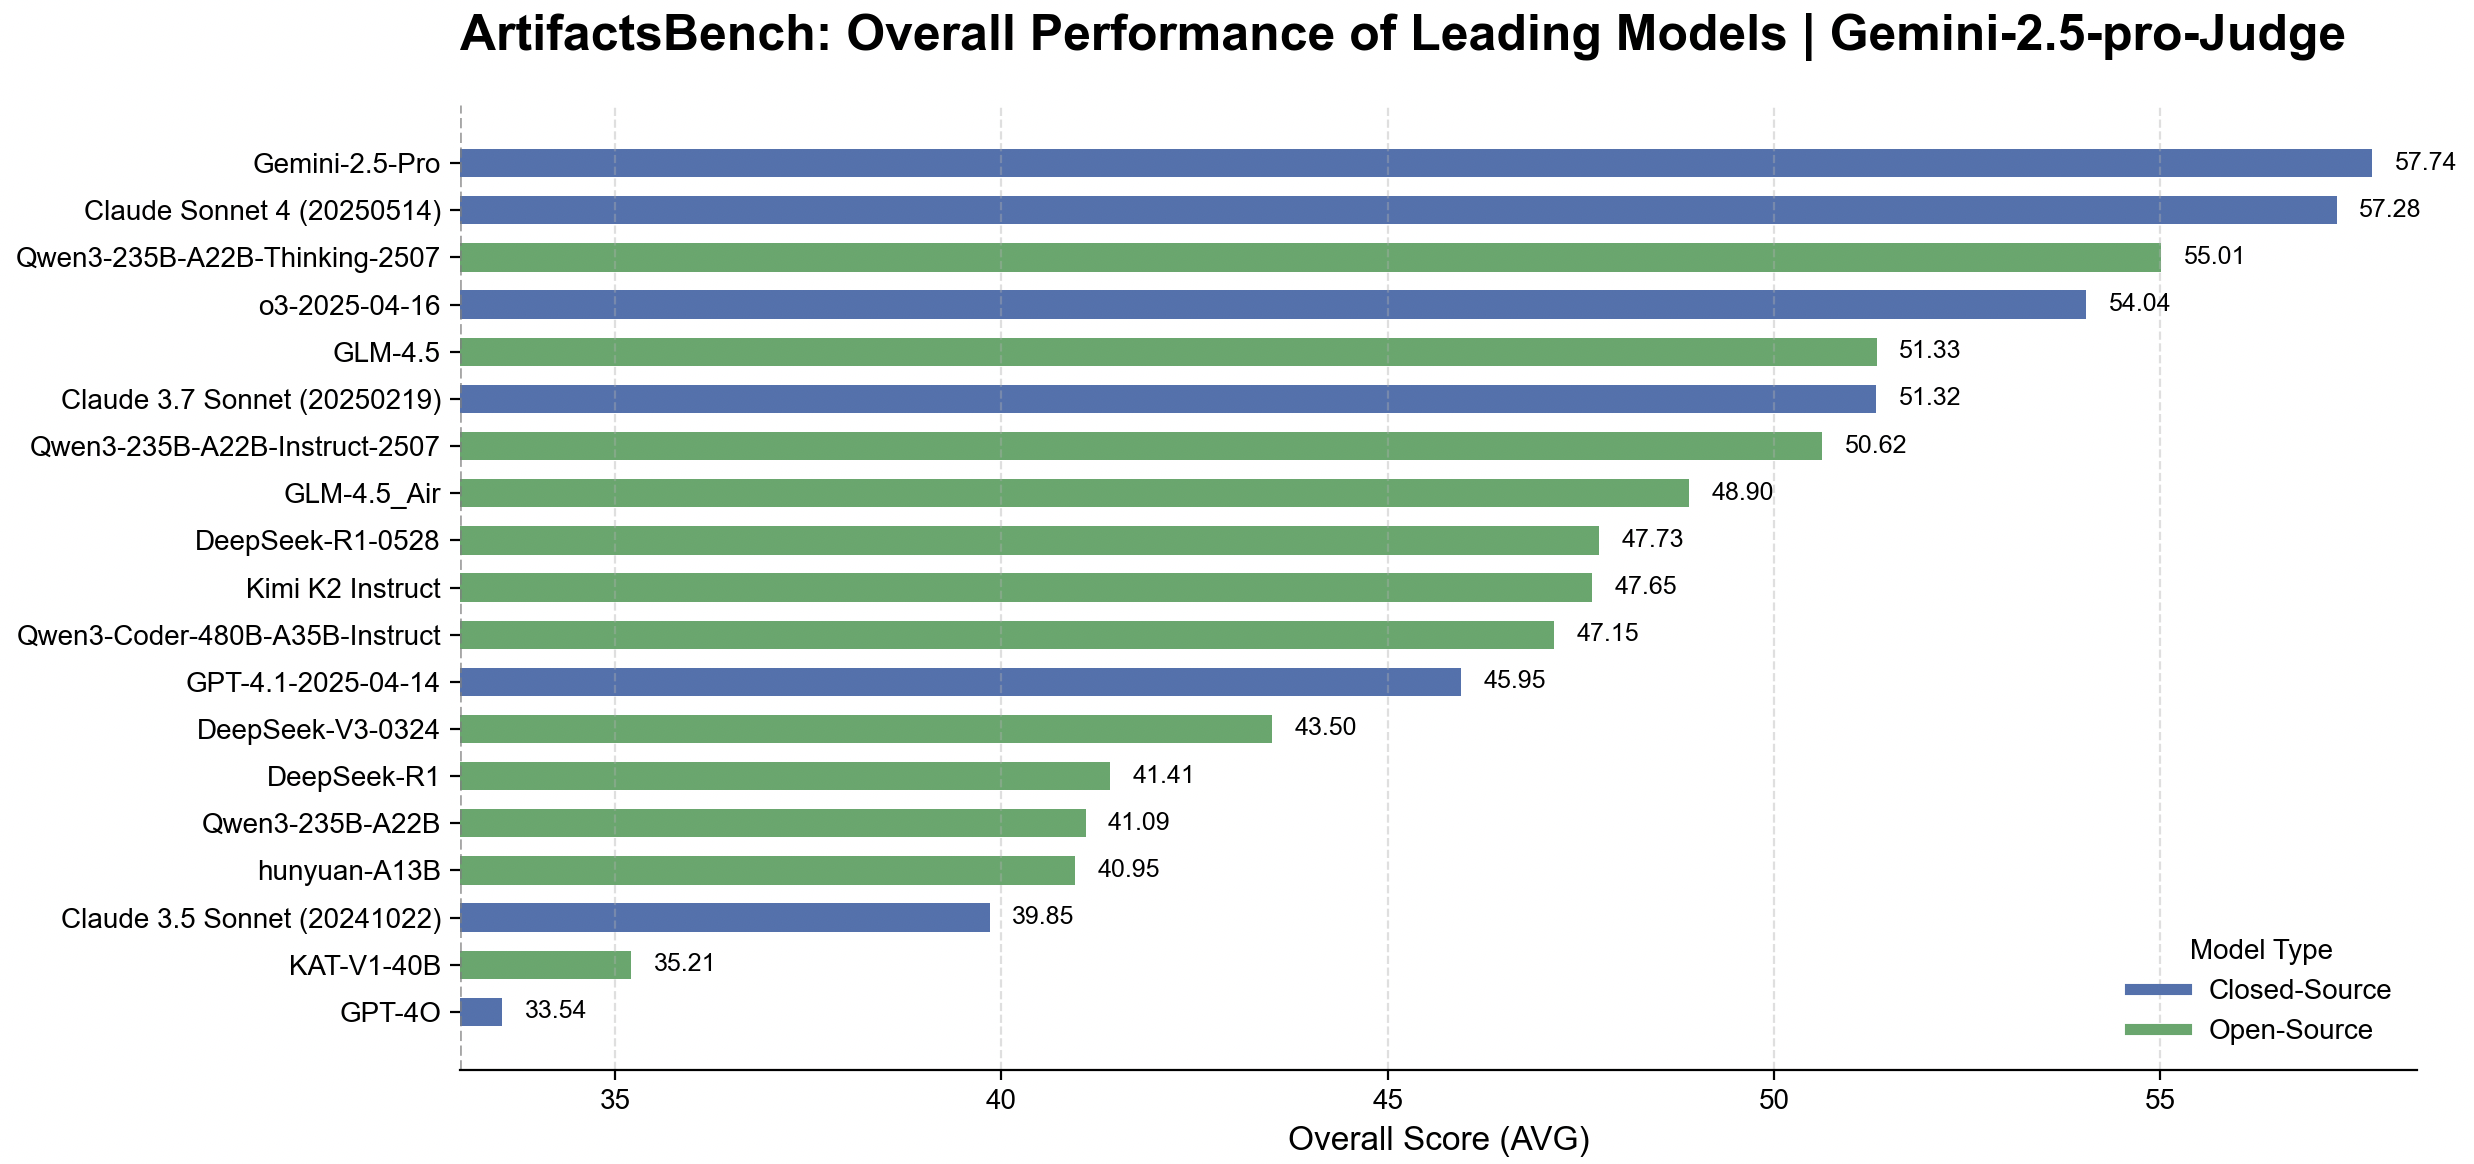 ArtifactsBench: Overall Performance of Leading Models | Gemini-2.5-pro-Judge
Gemini-2.5-Pro 57.74
Claude Sonnet 4 (20250514) 57.28
Qwen3-235B-A22B-Thinking-2507 55.01
o3-2025-04-16 54.04
GLM-4.5 51.33
Claude 3.7 Sonnet (20250219) 51.32
Qwen3-235B-A22B-Instruct-2507 50.62
GLM-4.5_Air 48.90
DeepSeek-R1-0528 47.73
Kimi K2 Instruct 47.65
Qwen3-Coder-480B-A35B-Instruct 47.15
GPT-4.1-2025-04-14 45.95
DeepSeek-V3-0324 43.50
DeepSeek-R1 41.41
Qwen3-235B-A22B 41.09
hunyuan-A13B 40.95
Claude 3.5 Sonnet (20241022) 39.85
KAT-V1-40B 35.21
GPT-4O 33.54
Model Type
Closed-Source
Open-Source
35 40 45 50 55
Overall Score (AVG)